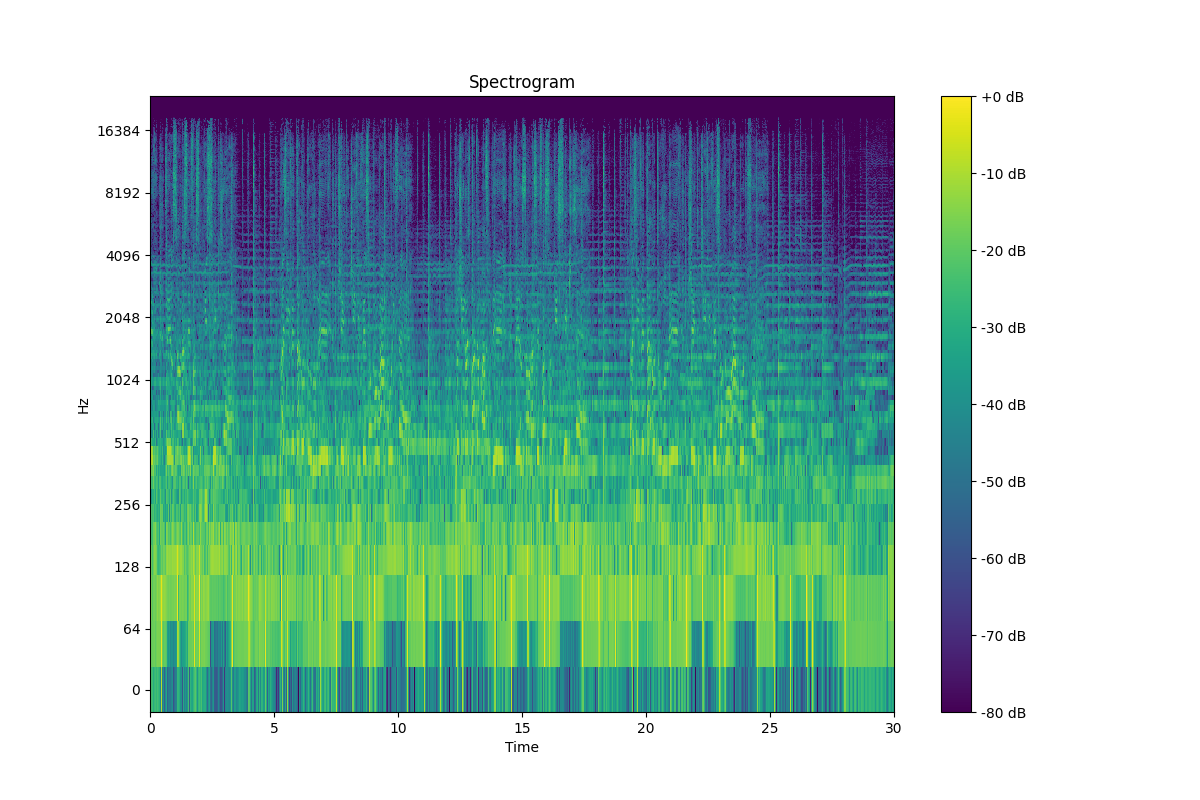 Spectrogram
16384
8192
4096
2048
1024
512
256
128
64
0
Hz
0 5 10 15 20 25 30
Time
+0 dB
-10 dB
-20 dB
-30 dB
-40 dB
-50 dB
-60 dB
-70 dB
-80 dB